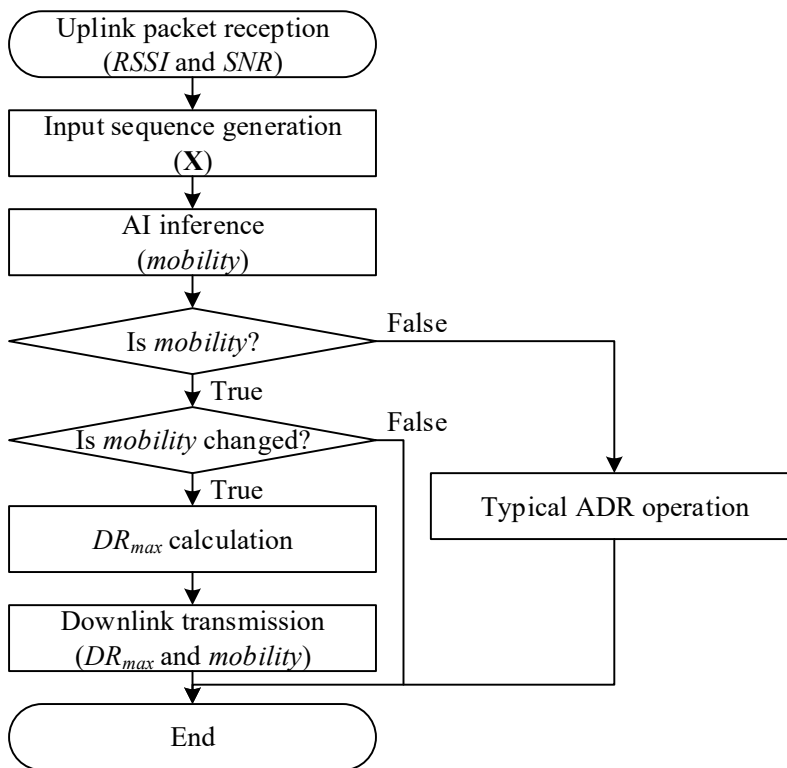 Uplink packet reception
(RSSI and SNR)
Input sequence generation
(X)
AI inference
(mobility)
Is mobility?
False
True
Is mobility changed?
False
True
Typical ADR operation
DRmax calculation
Downlink transmission
(DRmax and mobility)
End